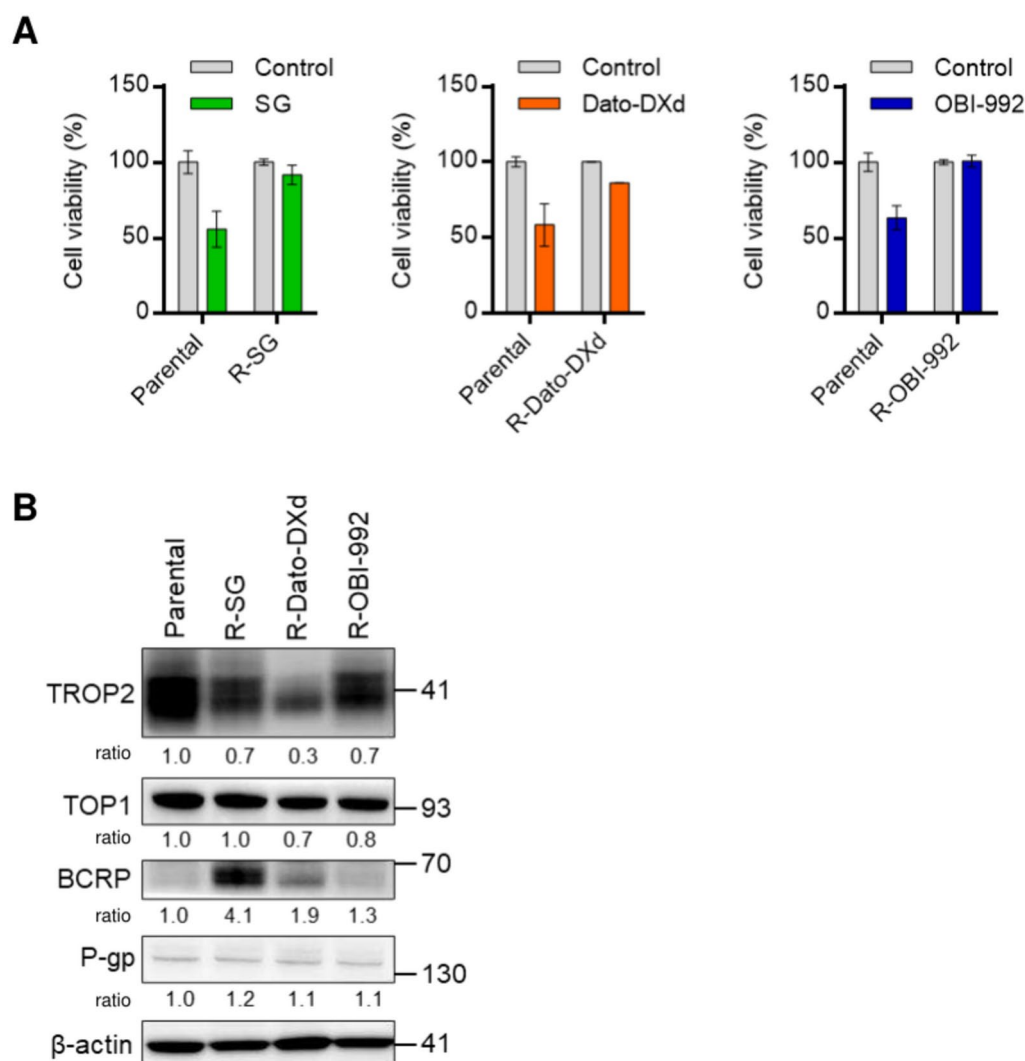 A
Control
SG
Cell viability (%)
150
100
50
0
Parental
R-SG
Control
Dato-DXd
Cell viability (%)
150
100
50
0
Parental
R-Dato-DXd
Control
OBI-992
Cell viability (%)
150
100
50
0
Parental
R-OBI-992
B
Parental
R-SG
R-Dato-DXd
R-OBI-992
TROP2 41
ratio 1.0 0.7 0.3 0.7
TOP1 93
ratio 1.0 1.0 0.7 0.8
BCRP 70
ratio 1.0 4.1 1.9 1.3
P-gp 130
ratio 1.0 1.2 1.1 1.1
β-actin 41